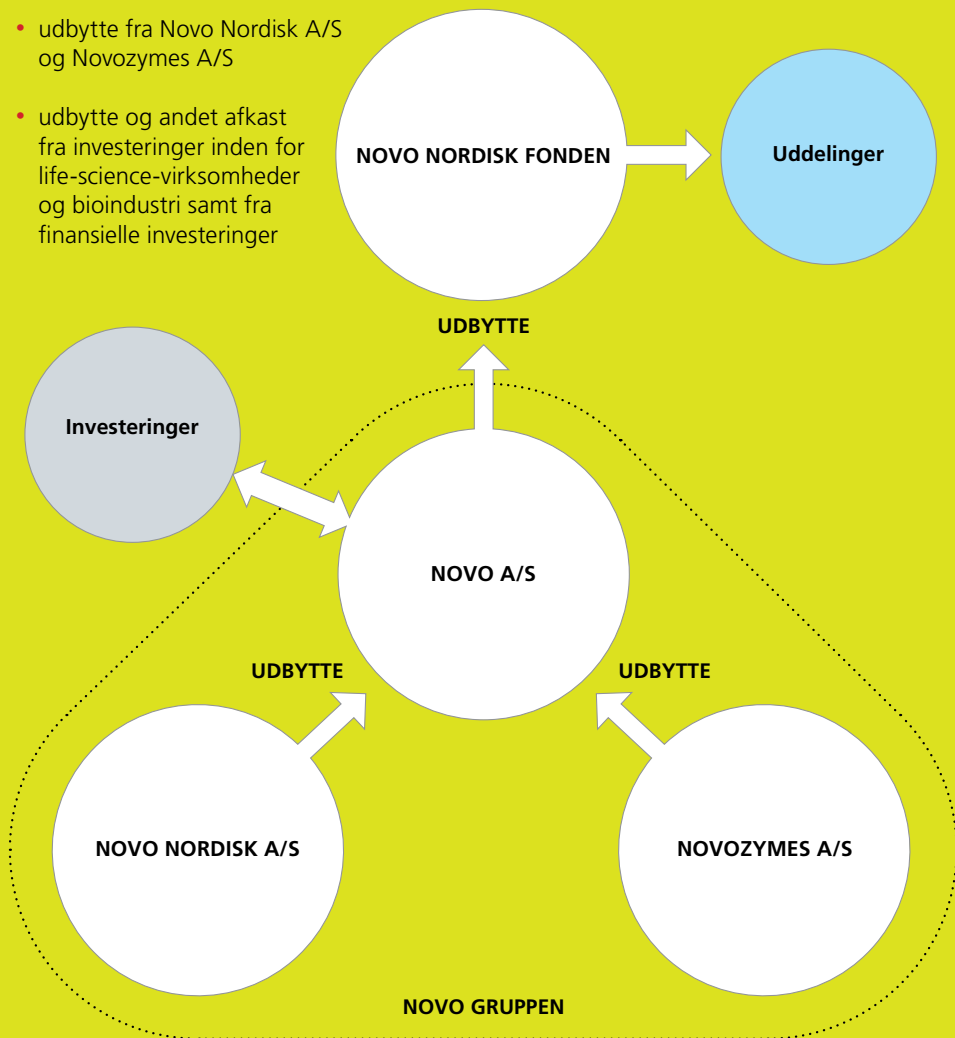 • udbytte fra Novo Nordisk A/S
og Novozymes A/S
• udbytte og andet afkast
fra investeringer inden for
life-science-virksomheder
og bioindustri samt fra
finansielle investeringer
NOVO NORDISK FONDEN
Uddelinger
UDBYTTE
Investeringer
NOVO A/S
UDBYTTE
UDBYTTE
NOVO NORDISK A/S
NOVOZYMES A/S
NOVO GRUPPEN